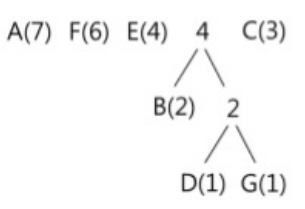 A(7) F(6) E(4) 4 C(3)
B(2) 2
D(1) G(1)